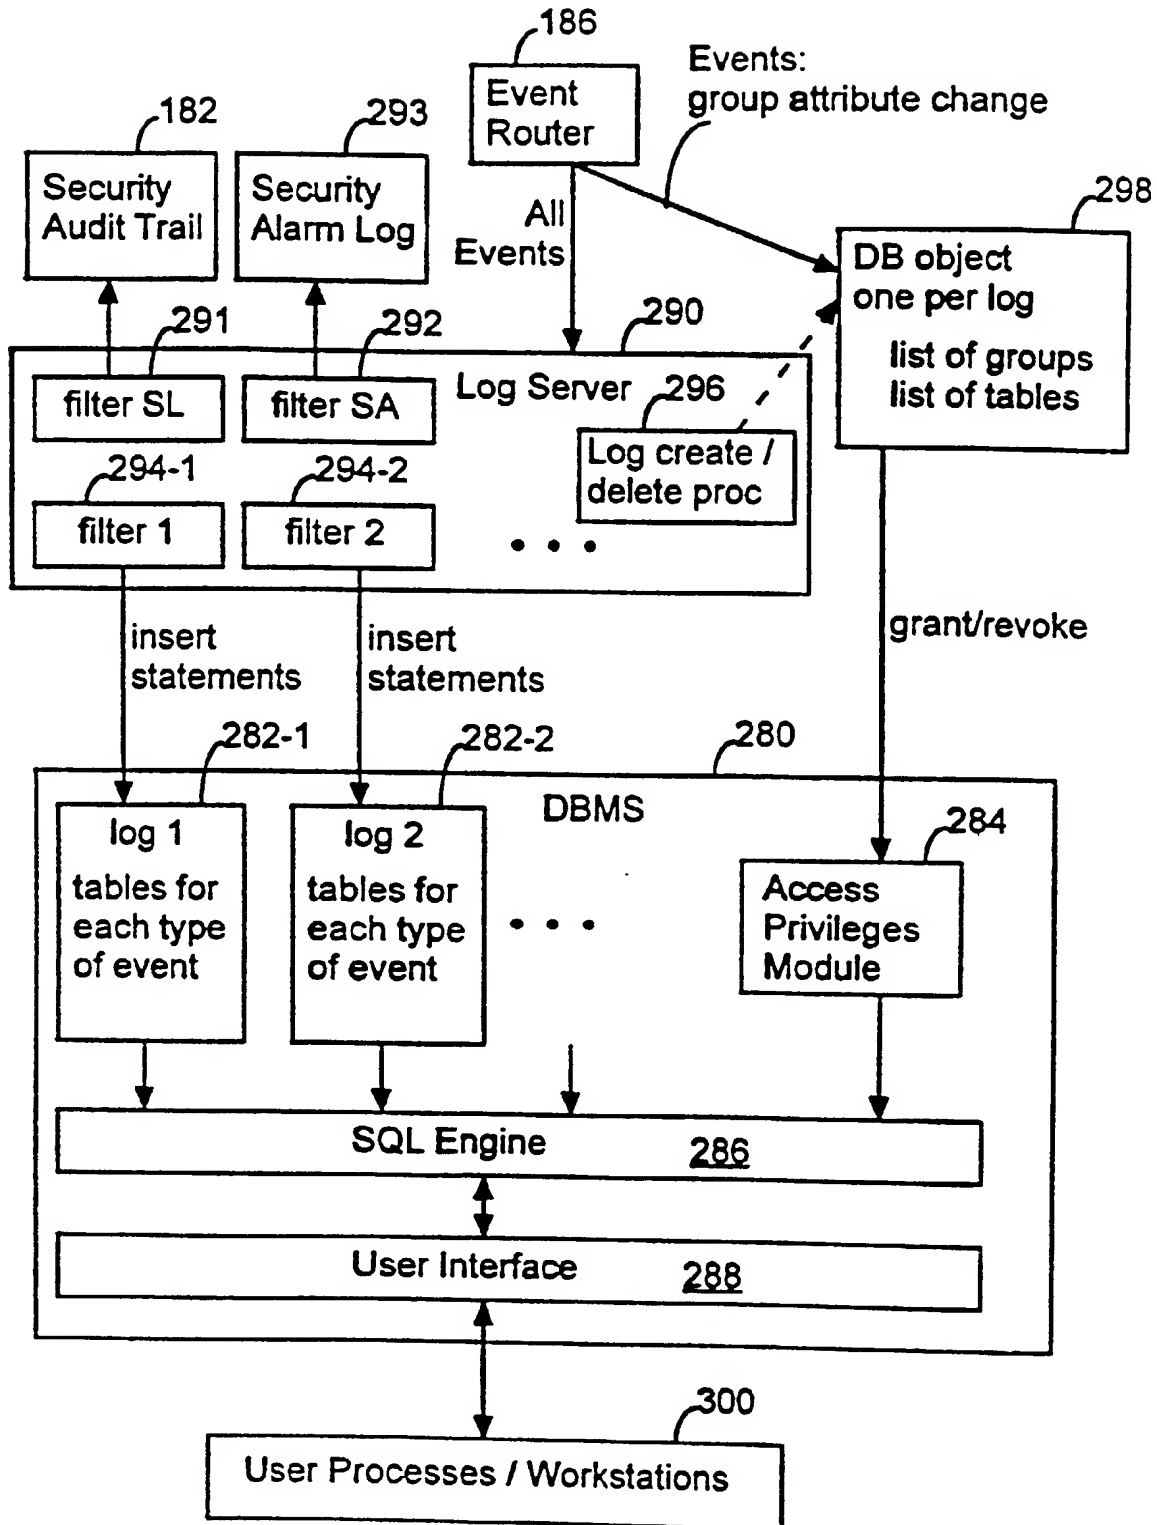 186
Event
Router
Events:
group attribute change
182
Security
Audit Trail
293
Security
Alarm Log
All
Events
298
DB object
one per log
list of groups
list of tables
291
292
290
filter SL
filter SA
Log Server
296
Log create /
delete proc
294-1
294-2
filter 1
filter 2
• • •
insert
statements
insert
statements
grant/revoke
282-1
282-2
280
DBMS
log 1
tables for
each type
of event
log 2
tables for
each type
of event
• • •
284
Access
Privileges
Module
SQL Engine 286
User Interface 288
300
User Processes / Workstations